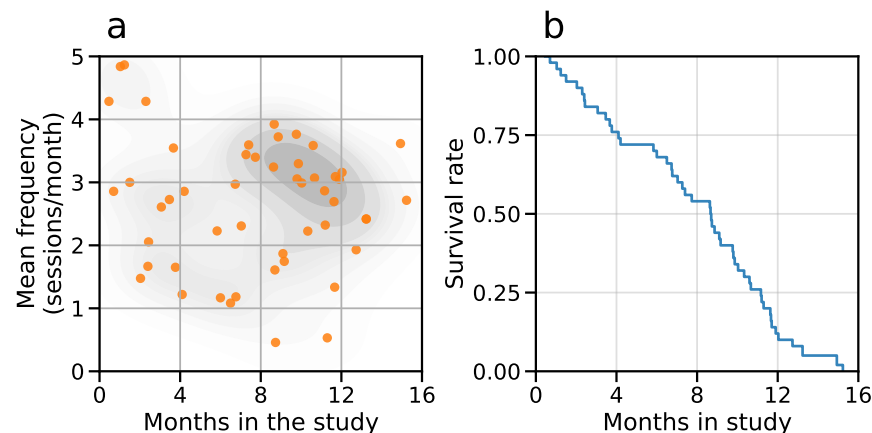 a
5
4
3
2
1
0
Mean frequency
(sessions/month)
0 4 8 12 16
Months in the study
b
1.00
0.75
0.50
0.25
0.00
Survival rate
0 4 8 12 16
Months in study